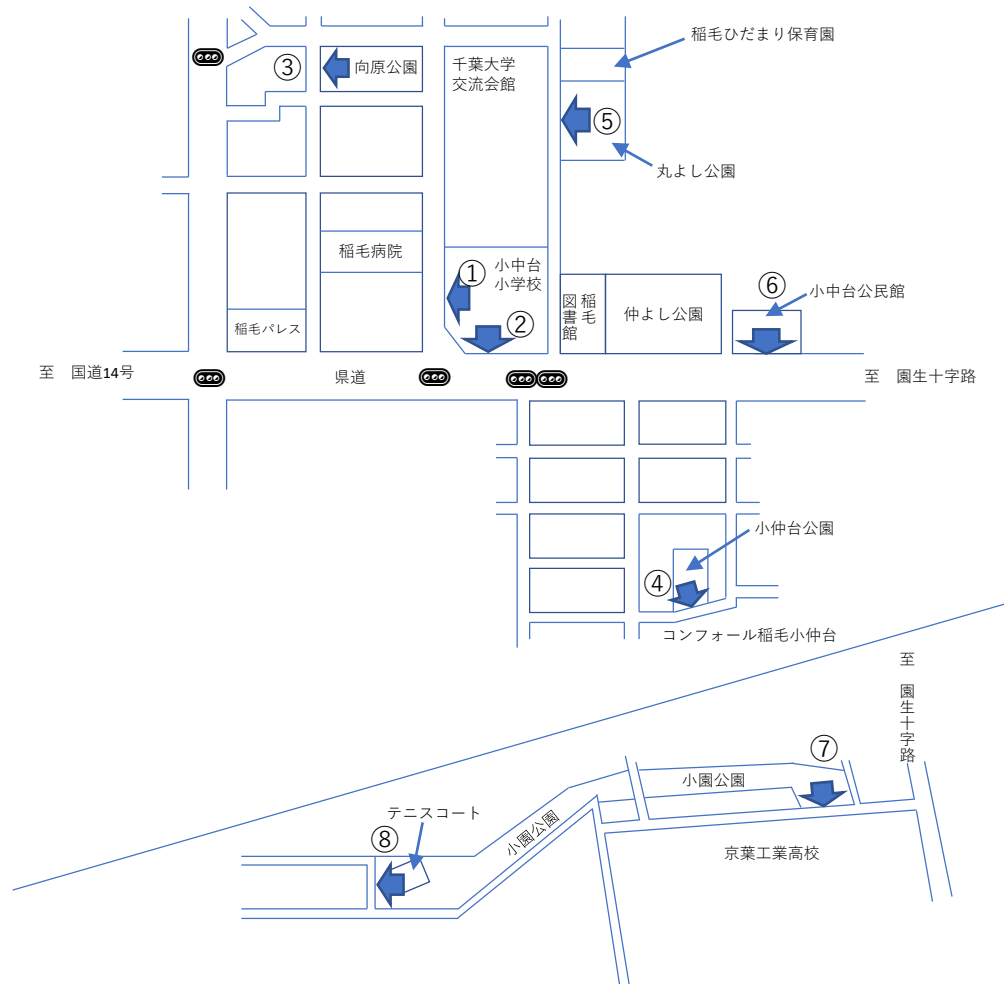 稲毛ひだまり保育園
③
向原公園
千葉大学
交流会館
⑤
丸よし公園
稲毛病院
①
小中台
小学校
②
稲毛
図書館
仲よし公園
⑥
小中台公民館
稲毛パレス
至　国道14号
県道
至　園生十字路
小仲台公園
④
コンフォール稲毛小仲台
至　園生十字路
⑦
小園公園
テニスコート
⑧
小園公園
京葉工業高校